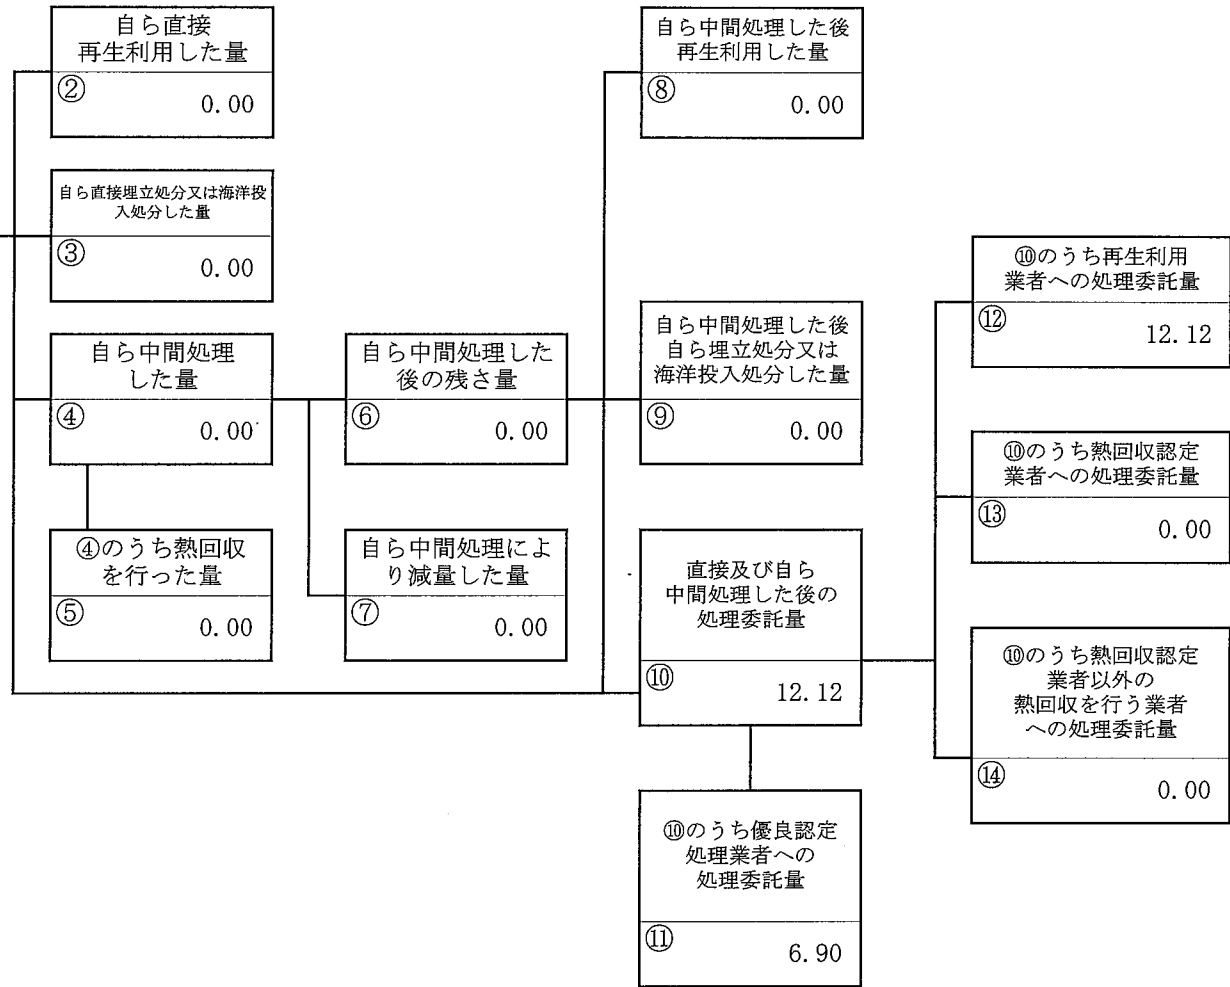 自ら直接
再生利用した量
②
0.00
自ら直接埋立処分又は海洋投
入処分した量
③
0.00
自ら中間処理
した量
④
0.00
④のうち熱回収
を行った量
⑤
0.00
自ら中間処理した
後の残さ量
⑥
0.00
自ら中間処理によ
り減量した量
⑦
0.00
自ら中間処理した後
再生利用した量
⑧
0.00
自ら中間処理した後
自ら埋立処分又は
海洋投入処分した量
⑨
0.00
直接及び自ら
中間処理した後の
処理委託量
⑩
12.12
⑩のうち優良認定
処理業者への
処理委託量
⑪
6.90
⑩のうち再生利用
業者への処理委託量
⑫
12.12
⑩のうち熱回収認定
業者への処理委託量
⑬
0.00
⑩のうち熱回収認定
業者以外の
熱回収を行う業者
への処理委託量
⑭
0.00